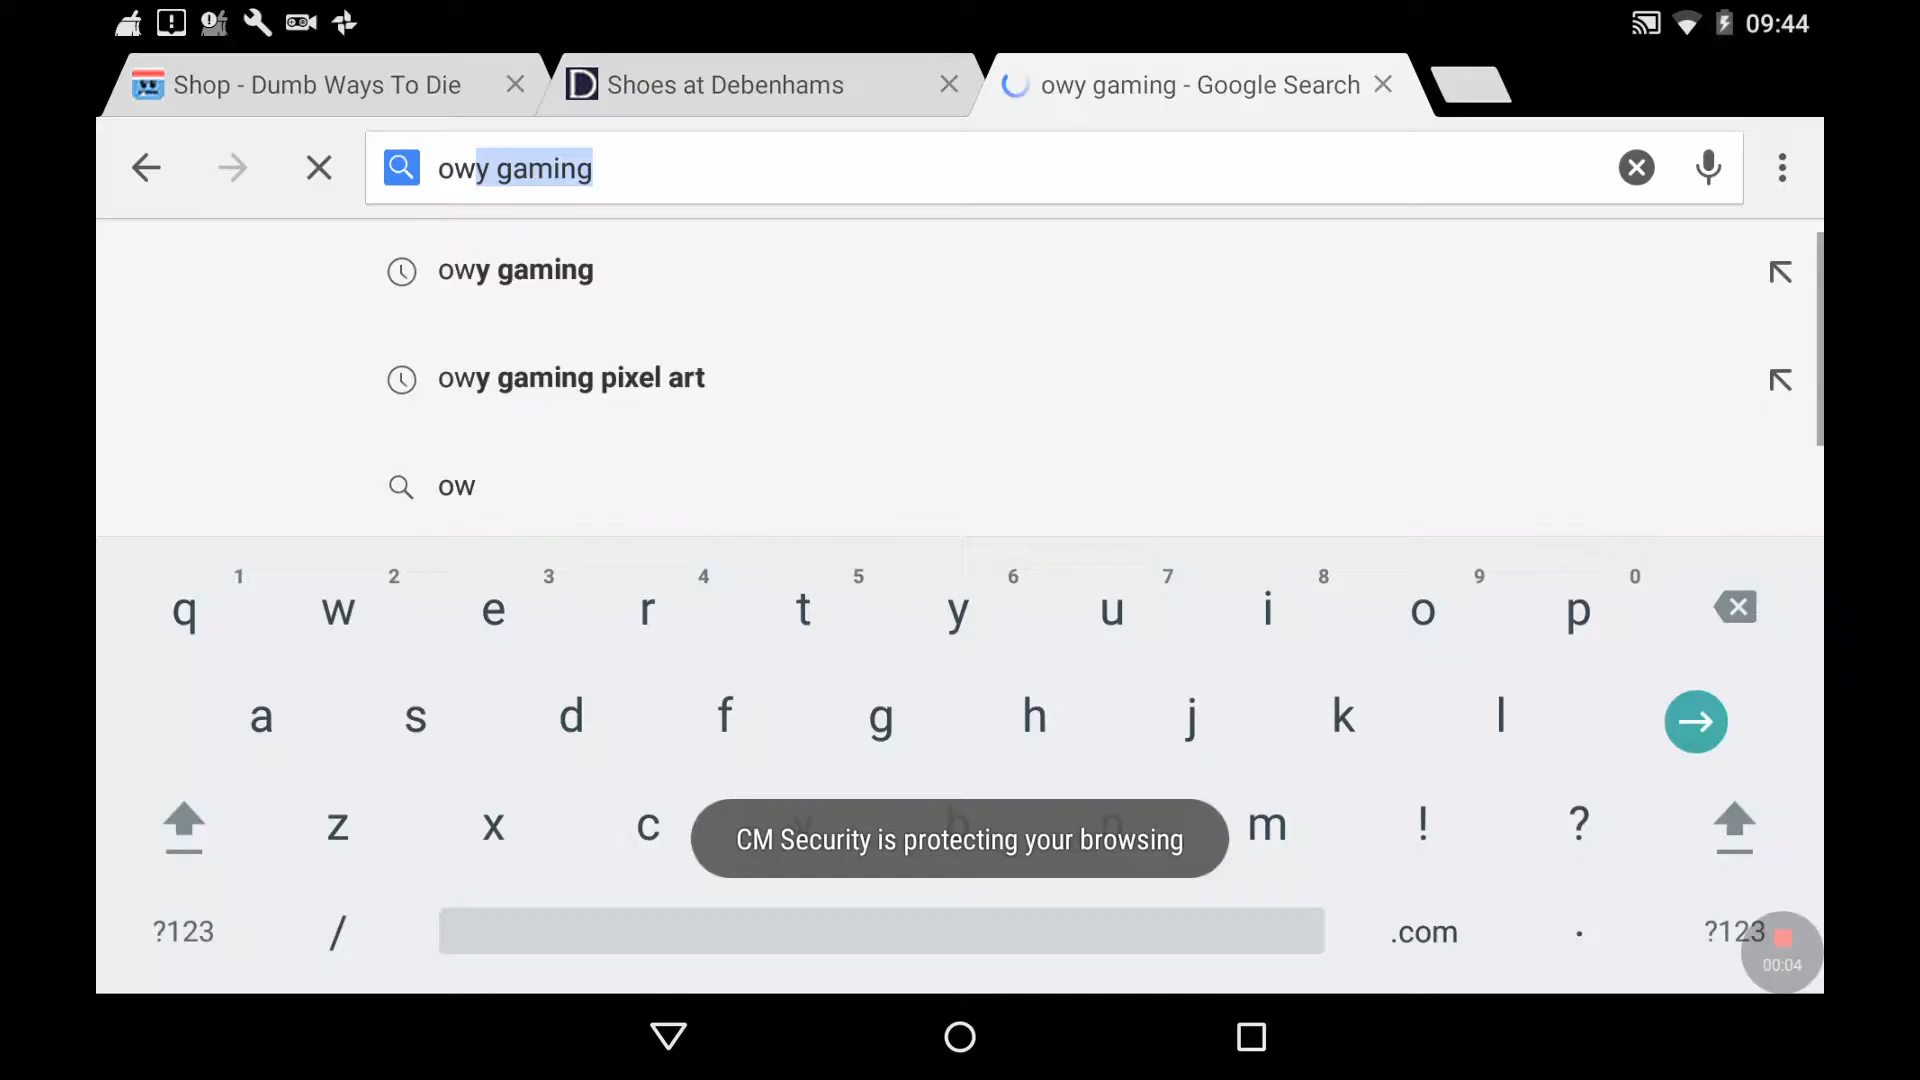 09:44
Shop - Dumb Ways To Die
Shoes at Debenhams
owy gaming - Google Search
owy gaming
owy gaming
owy gaming pixel art
ow
1 2 3 4 5 6 7 8 9 0
q w e r t y u i o p
a s d f g h j k l
z x c v b n m ! ?
CM Security is protecting your browsing
?123 / .com . ?123
00:04